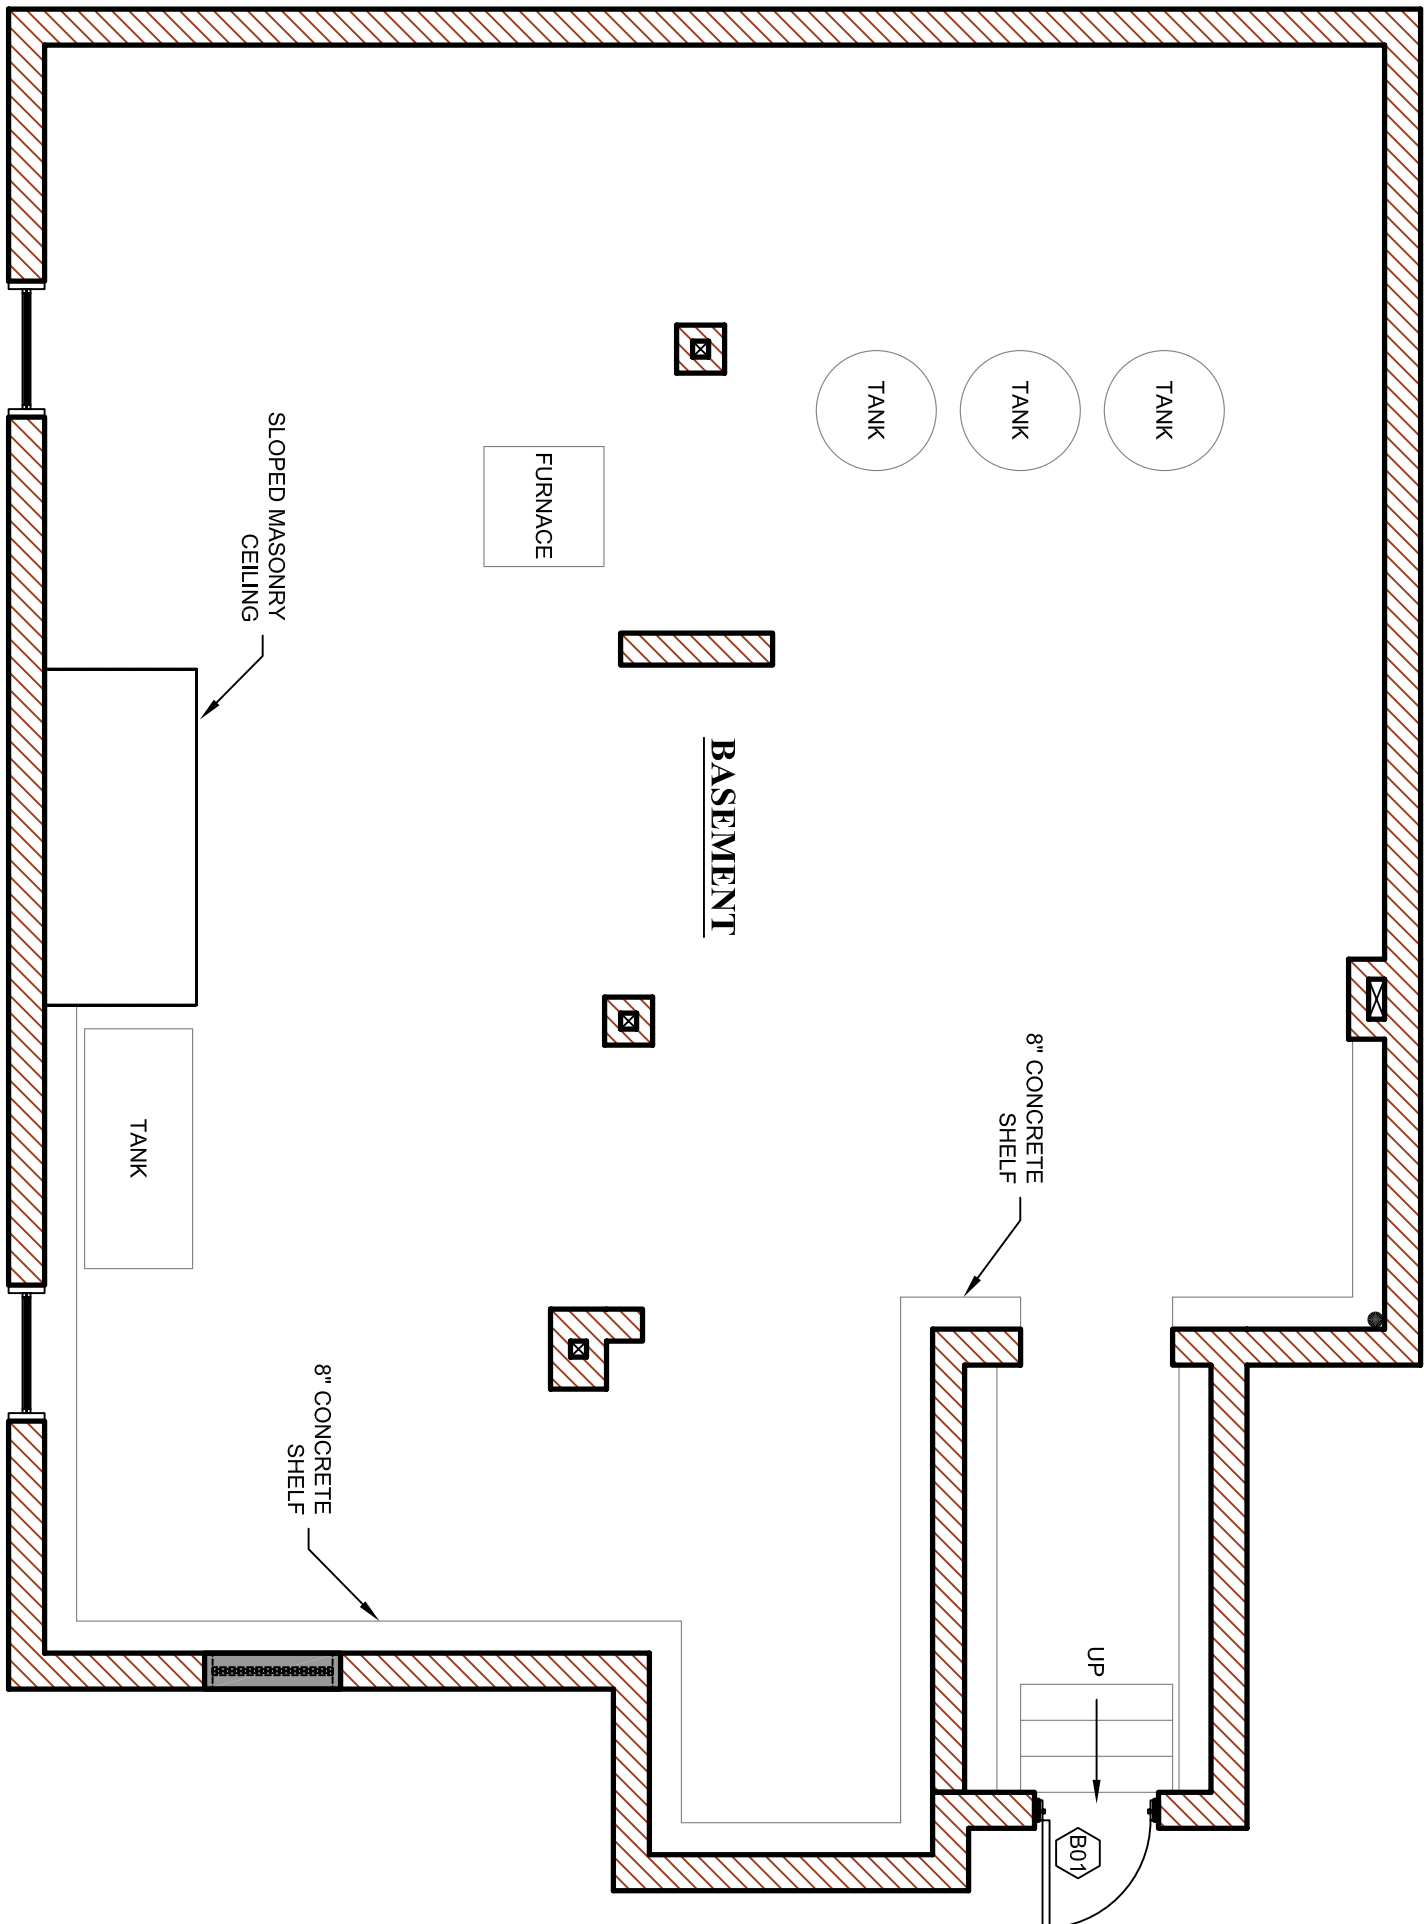 TANK
TANK
TANK
FURNACE
SLOPED MASONRY
CEILING
BASEMENT
8" CONCRETE
SHELF
TANK
8" CONCRETE
SHELF
UP
B01